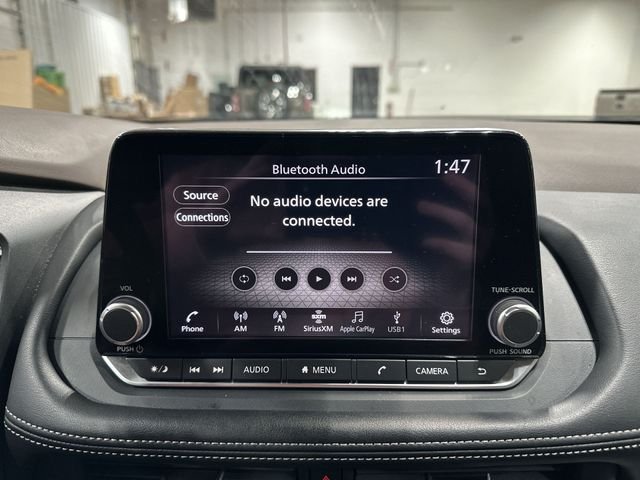 Bluetooth Audio
1:47
Source
Connections
No audio devices are
connected.
Phone
AM
FM
sxm
SiriusXM
Apple CarPlay
USB1
Settings
VOL
PUSH
TUNE·SCROLL
PUSH SOUND
AUDIO
MENU
CAMERA